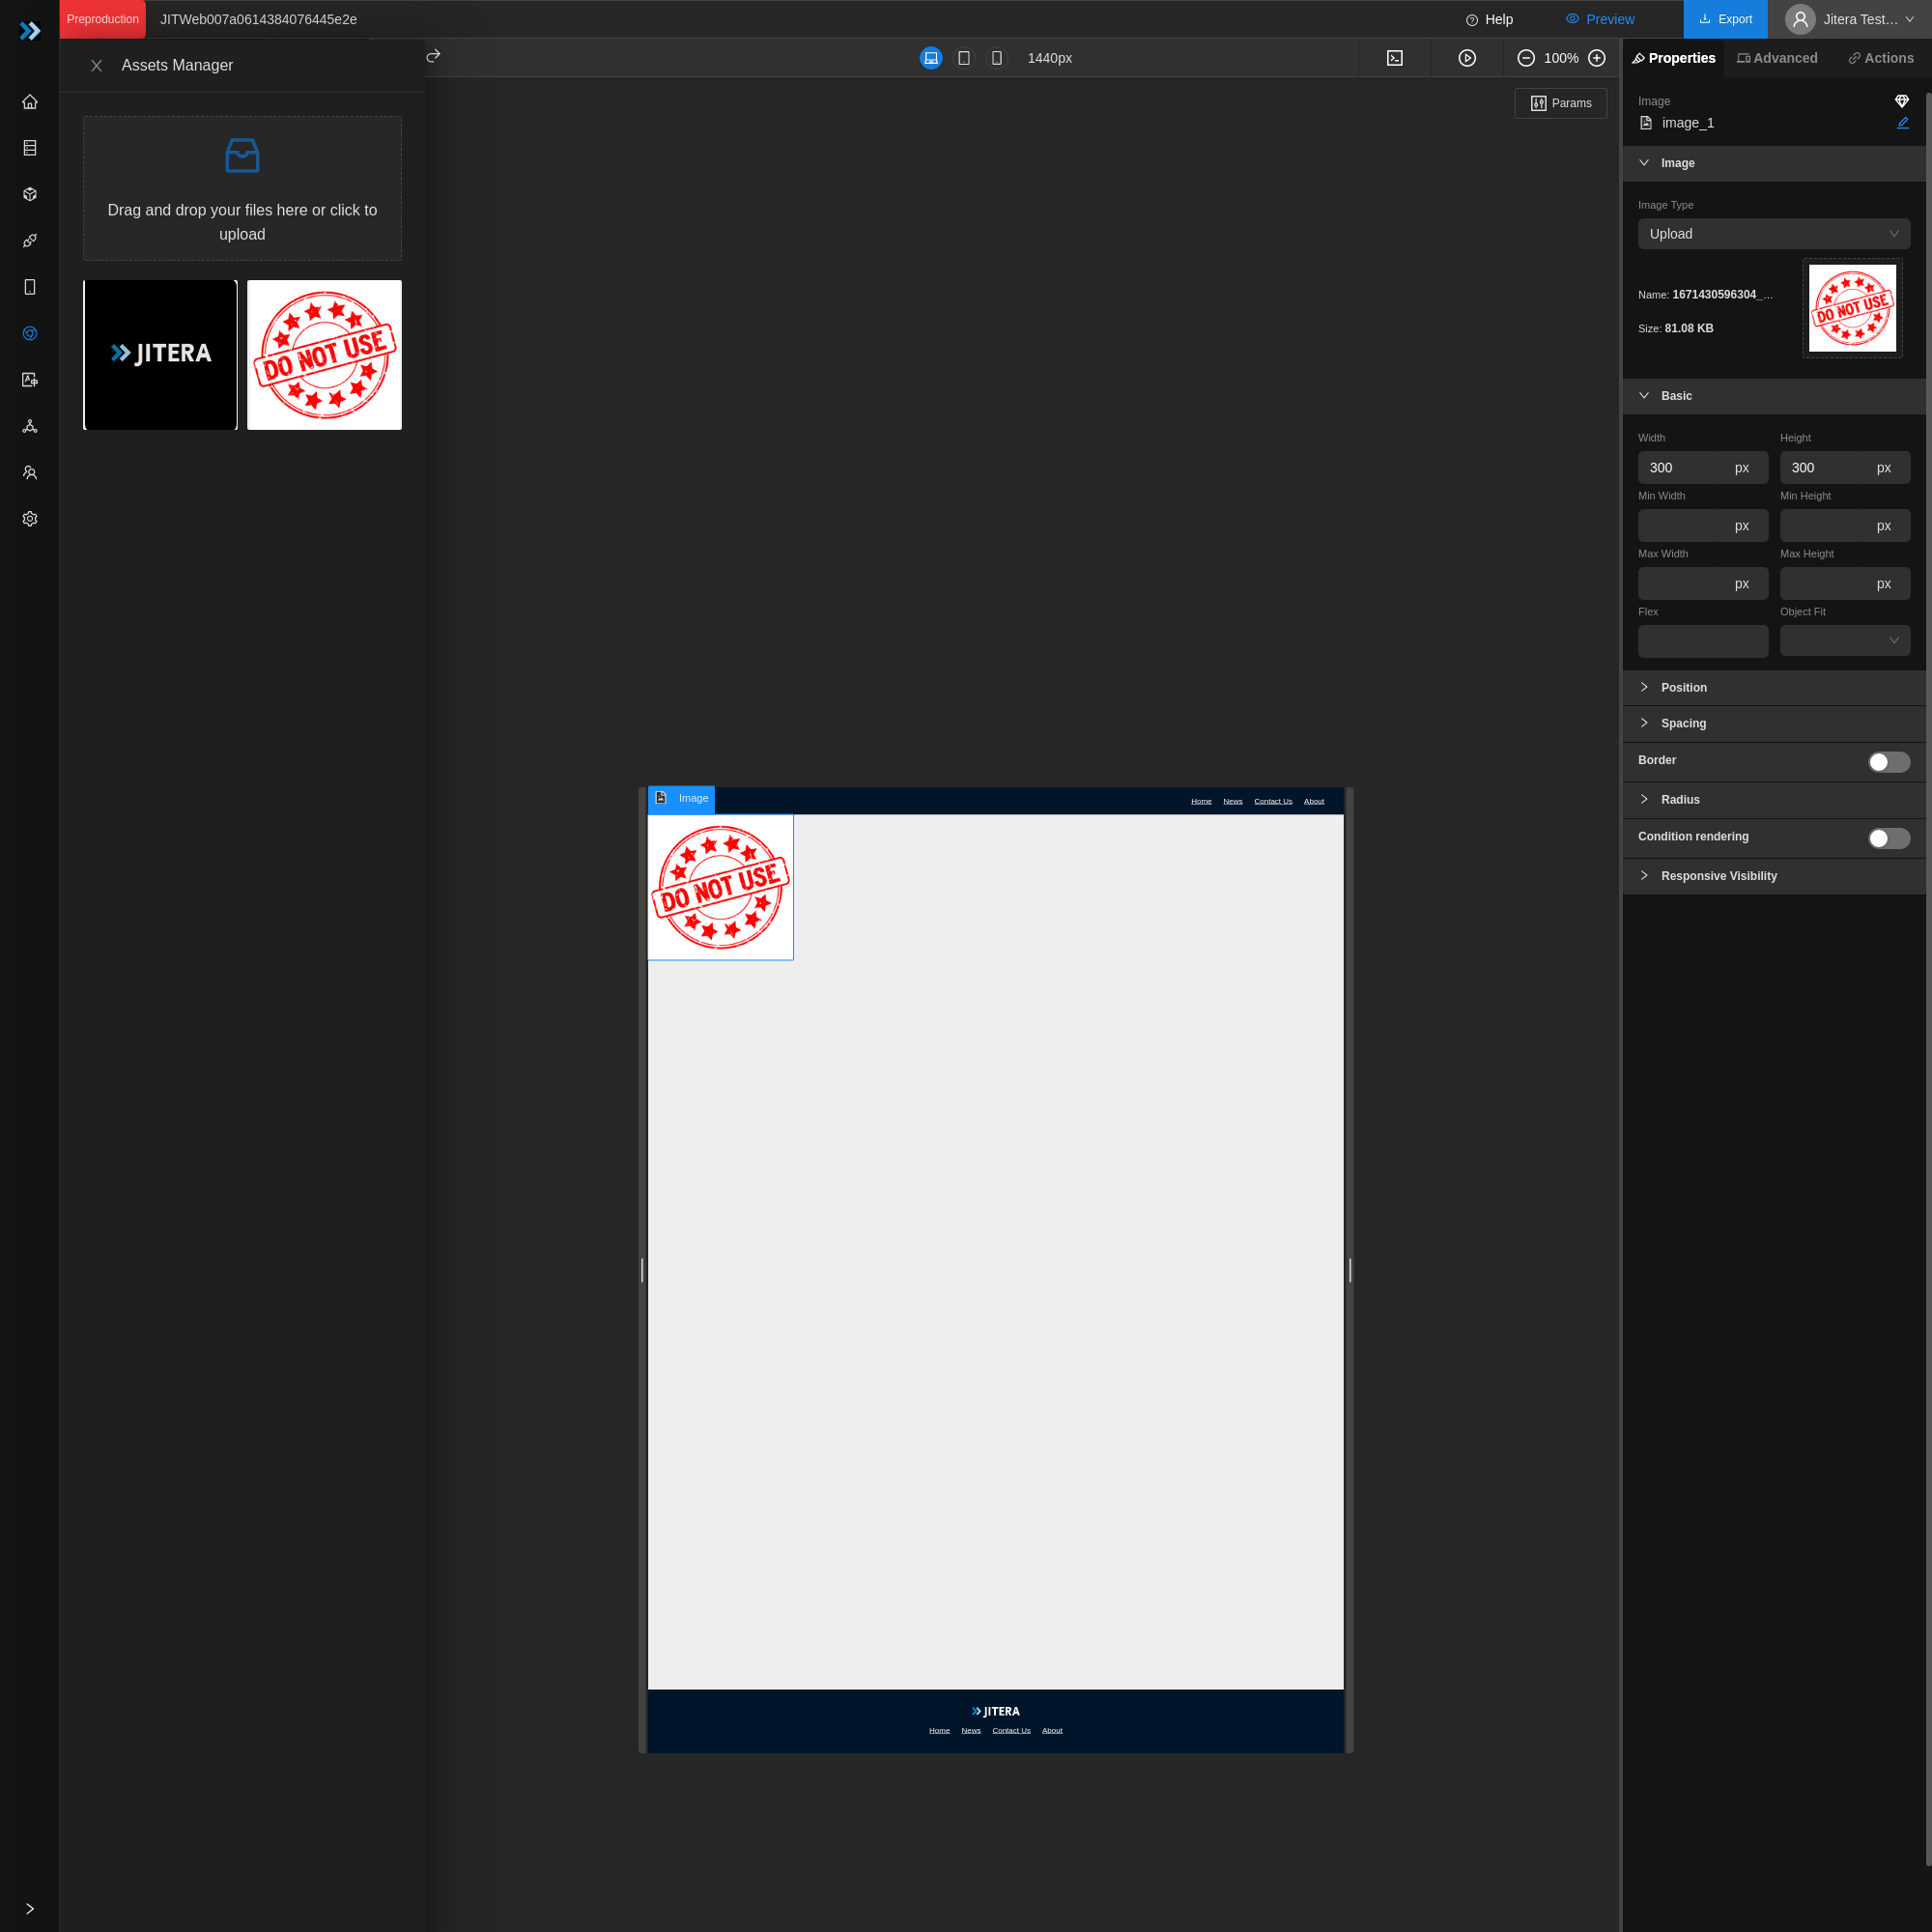 Preproduction
JITWeb007a0614384076445e2e
Help
Preview
Export
Jitera Test...
Assets Manager
1440px
100%
Properties
Advanced
Actions
Params
Drag and drop your files here or click to
upload
JITERA
DO NOT USE
Image
image_1
Image
Image Type
Upload
Name: 1671430596304_...
Size: 81.08 KB
DO NOT USE
Basic
Width
Height
300 px
300 px
Min Width
Min Height
px
px
Max Width
Max Height
px
px
Flex
Object Fit
Position
Spacing
Border
Radius
Condition rendering
Responsive Visibility
Image
Home News Contact Us About
DO NOT USE
JITERA
Home News Contact Us About